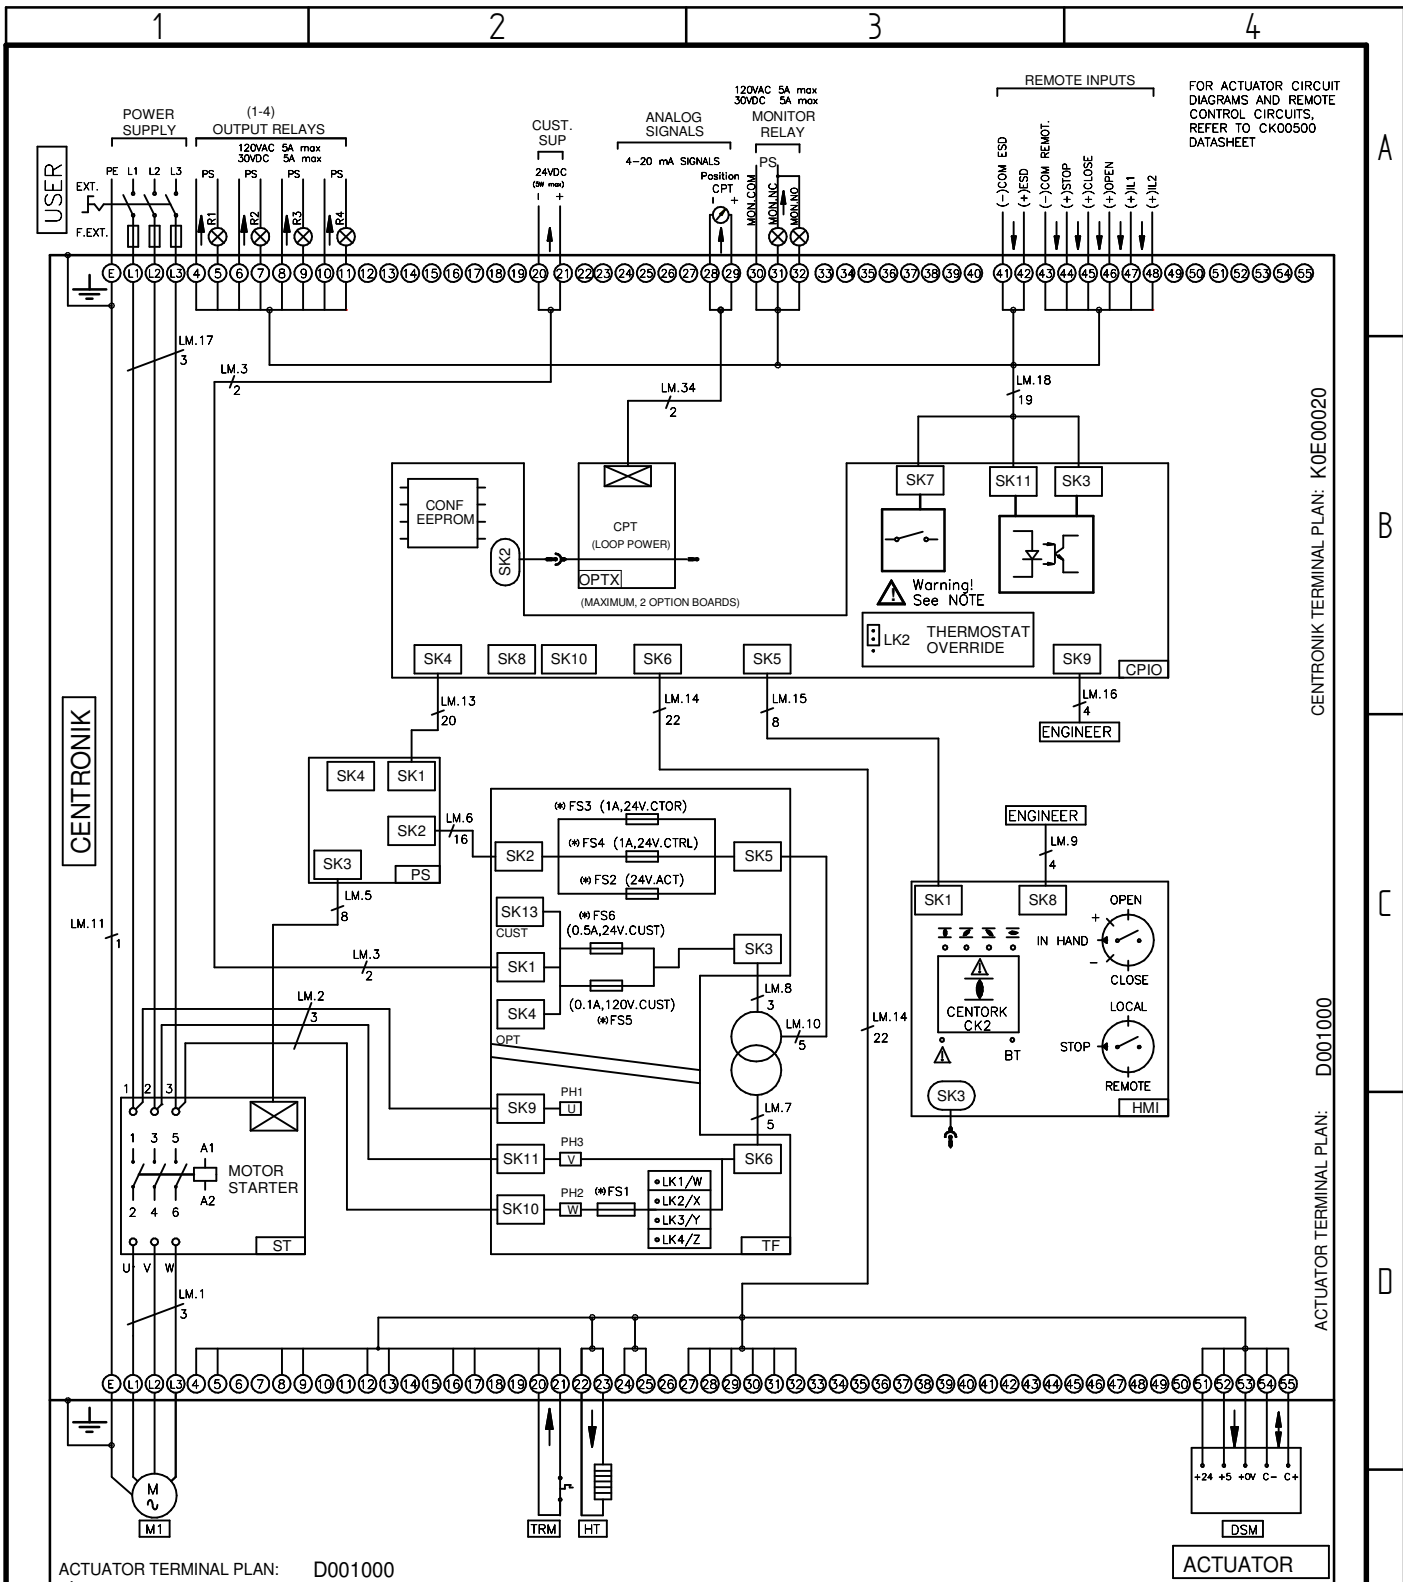 1 2 3 4
A
B
C
D
POWER
SUPPLY
(1-4)
OUTPUT RELAYS
120VAC 5A max
30VDC 5A max
CUST.
SUP
24VDC
(5W max)
- +
ANALOG
SIGNALS
4-20 mA SIGNALS
Position
CPT
- +
120VAC 5A max
30VDC 5A max
MONITOR
RELAY
PS
MON.COM
MON.NC
MON.NO
REMOTE INPUTS
(-)COM ESD
(+)ESD
(-)COM REMOT.
(+)STOP
(+)CLOSE
(+)OPEN
(+)IL1
(+)IL2
FOR ACTUATOR CIRCUIT
DIAGRAMS AND REMOTE
CONTROL CIRCUITS,
REFER TO CK00500
DATASHEET
USER
PE L1 L2 L3
EXT.
F.EXT.
PS PS PS PS
R1 R2 R3 R4
E L1 L2 L3 4 5 6 7 8 9 10 11 12 13 14 15 16 17 18 19 20 21 22 23 24 25 26 27 28 29 30 31 32 33 34 35 36 37 38 39 40 41 42 43 44 45 46 47 48 49 50 51 52 53 54 55
LM.17
3
LM.3
2
LM.34
2
LM.18
19
CENTRONIK TERMINAL PLAN: K0E00020
CONF
EEPROM
SK2
CPT
(LOOP POWER)
OPTX
(MAXIMUM, 2 OPTION BOARDS)
SK7
SK11
SK3
Warning!
See NOTE
LK2
THERMOSTAT
OVERRIDE
SK4
SK8
SK10
SK6
SK5
SK9
CPIO
LM.13
20
LM.14
22
LM.15
8
LM.16
4
ENGINEER
CENTRONIK
SK4
SK1
SK2
SK3
PS
LM.6
16
LM.5
8
LM.11
1
LM.3
2
LM.2
3
(*)FS3 (1A,24V.CTOR)
(*)FS4 (1A,24V.CTRL)
(*)FS2 (24V.ACT)
SK2
SK5
SK13
CUST
(*)FS6
(0.5A,24V.CUST)
SK1
SK3
SK4
OPT
(0.1A,120V.CUST)
(*)FS5
LM.8
3
LM.10
5
LM.7
5
LM.14
22
SK9
PH1
U
SK11
PH3
V
SK6
SK10
PH2
W
(*)FS1
LK1/W
LK2/X
LK3/Y
LK4/Z
TF
ENGINEER
LM.9
4
SK1
SK8
OPEN
+
IN HAND
-
CLOSE
CENTORK
CK2
BT
LOCAL
STOP
REMOTE
SK3
HMI
ACTUATOR TERMINAL PLAN: D001000
1 2 3
1 3 5
A1
A2
MOTOR
STARTER
2 4 6
ST
U V W
LM.1
3
E L1 L2 L3 4 5 6 7 8 9 10 11 12 13 14 15 16 17 18 19 20 21 22 23 24 25 26 27 28 29 30 31 32 33 34 35 36 37 38 39 40 41 42 43 44 45 46 47 48 49 50 51 52 53 54 55
M
M1
TRM
HT
+24 +5 +0V C- C+
DSM
ACTUATOR TERMINAL PLAN: D001000
ACTUATOR